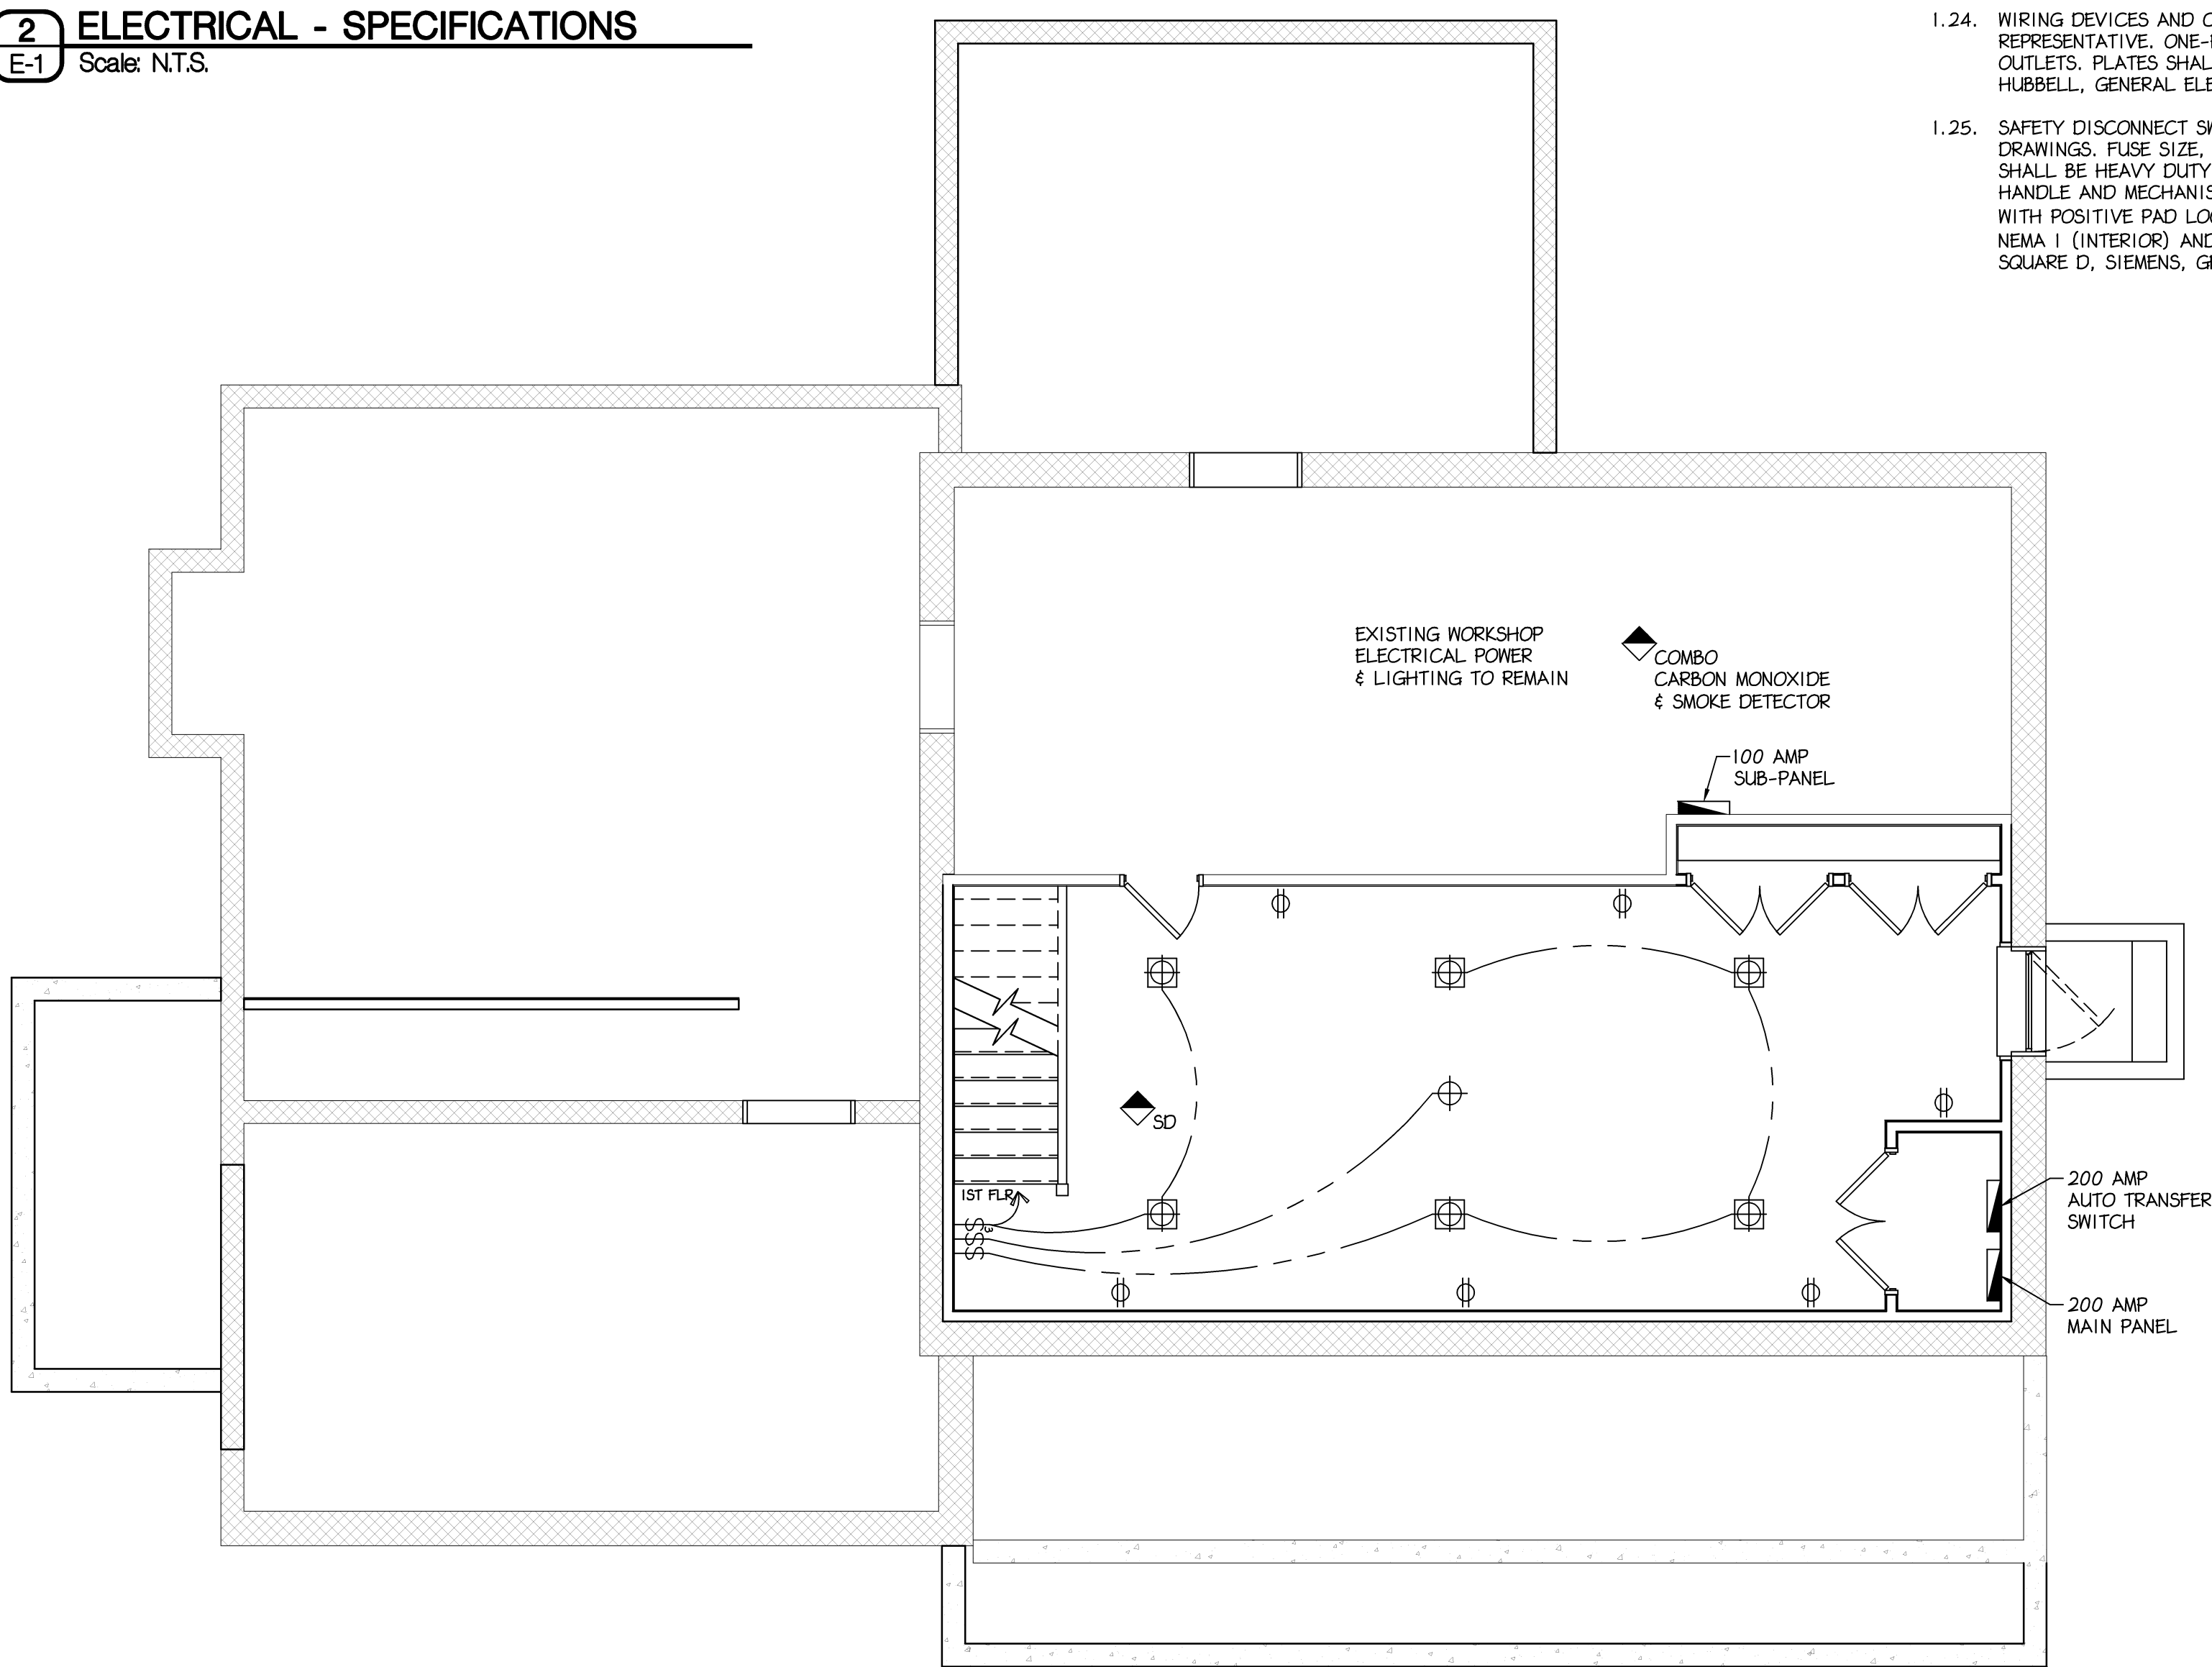 2
E-1
ELECTRICAL - SPECIFICATIONS
Scale: N.T.S.
1.24. WIRING DEVICES AND
REPRESENTATIVE. ONE-
OUTLETS. PLATES
HUBBELL, GENERAL
1.25. SAFETY DISCONNECT
DRAWINGS. FUSE SIZE,
SHALL BE HEAVY DUTY
HANDLE AND
WITH POSITIVE PAD
NEMA 1 (INTERIOR)
SQUARE D, SIEMENS,
EXISTING WORKSHOP
ELECTRICAL POWER
& LIGHTING TO REMAIN
COMBO
CARBON MONOXIDE
& SMOKE DETECTOR
100 AMP
SUB-PANEL
SD
1ST FLR
S3
S
S
200 AMP
AUTO TRANSFER
SWITCH
200 AMP
MAIN PANEL